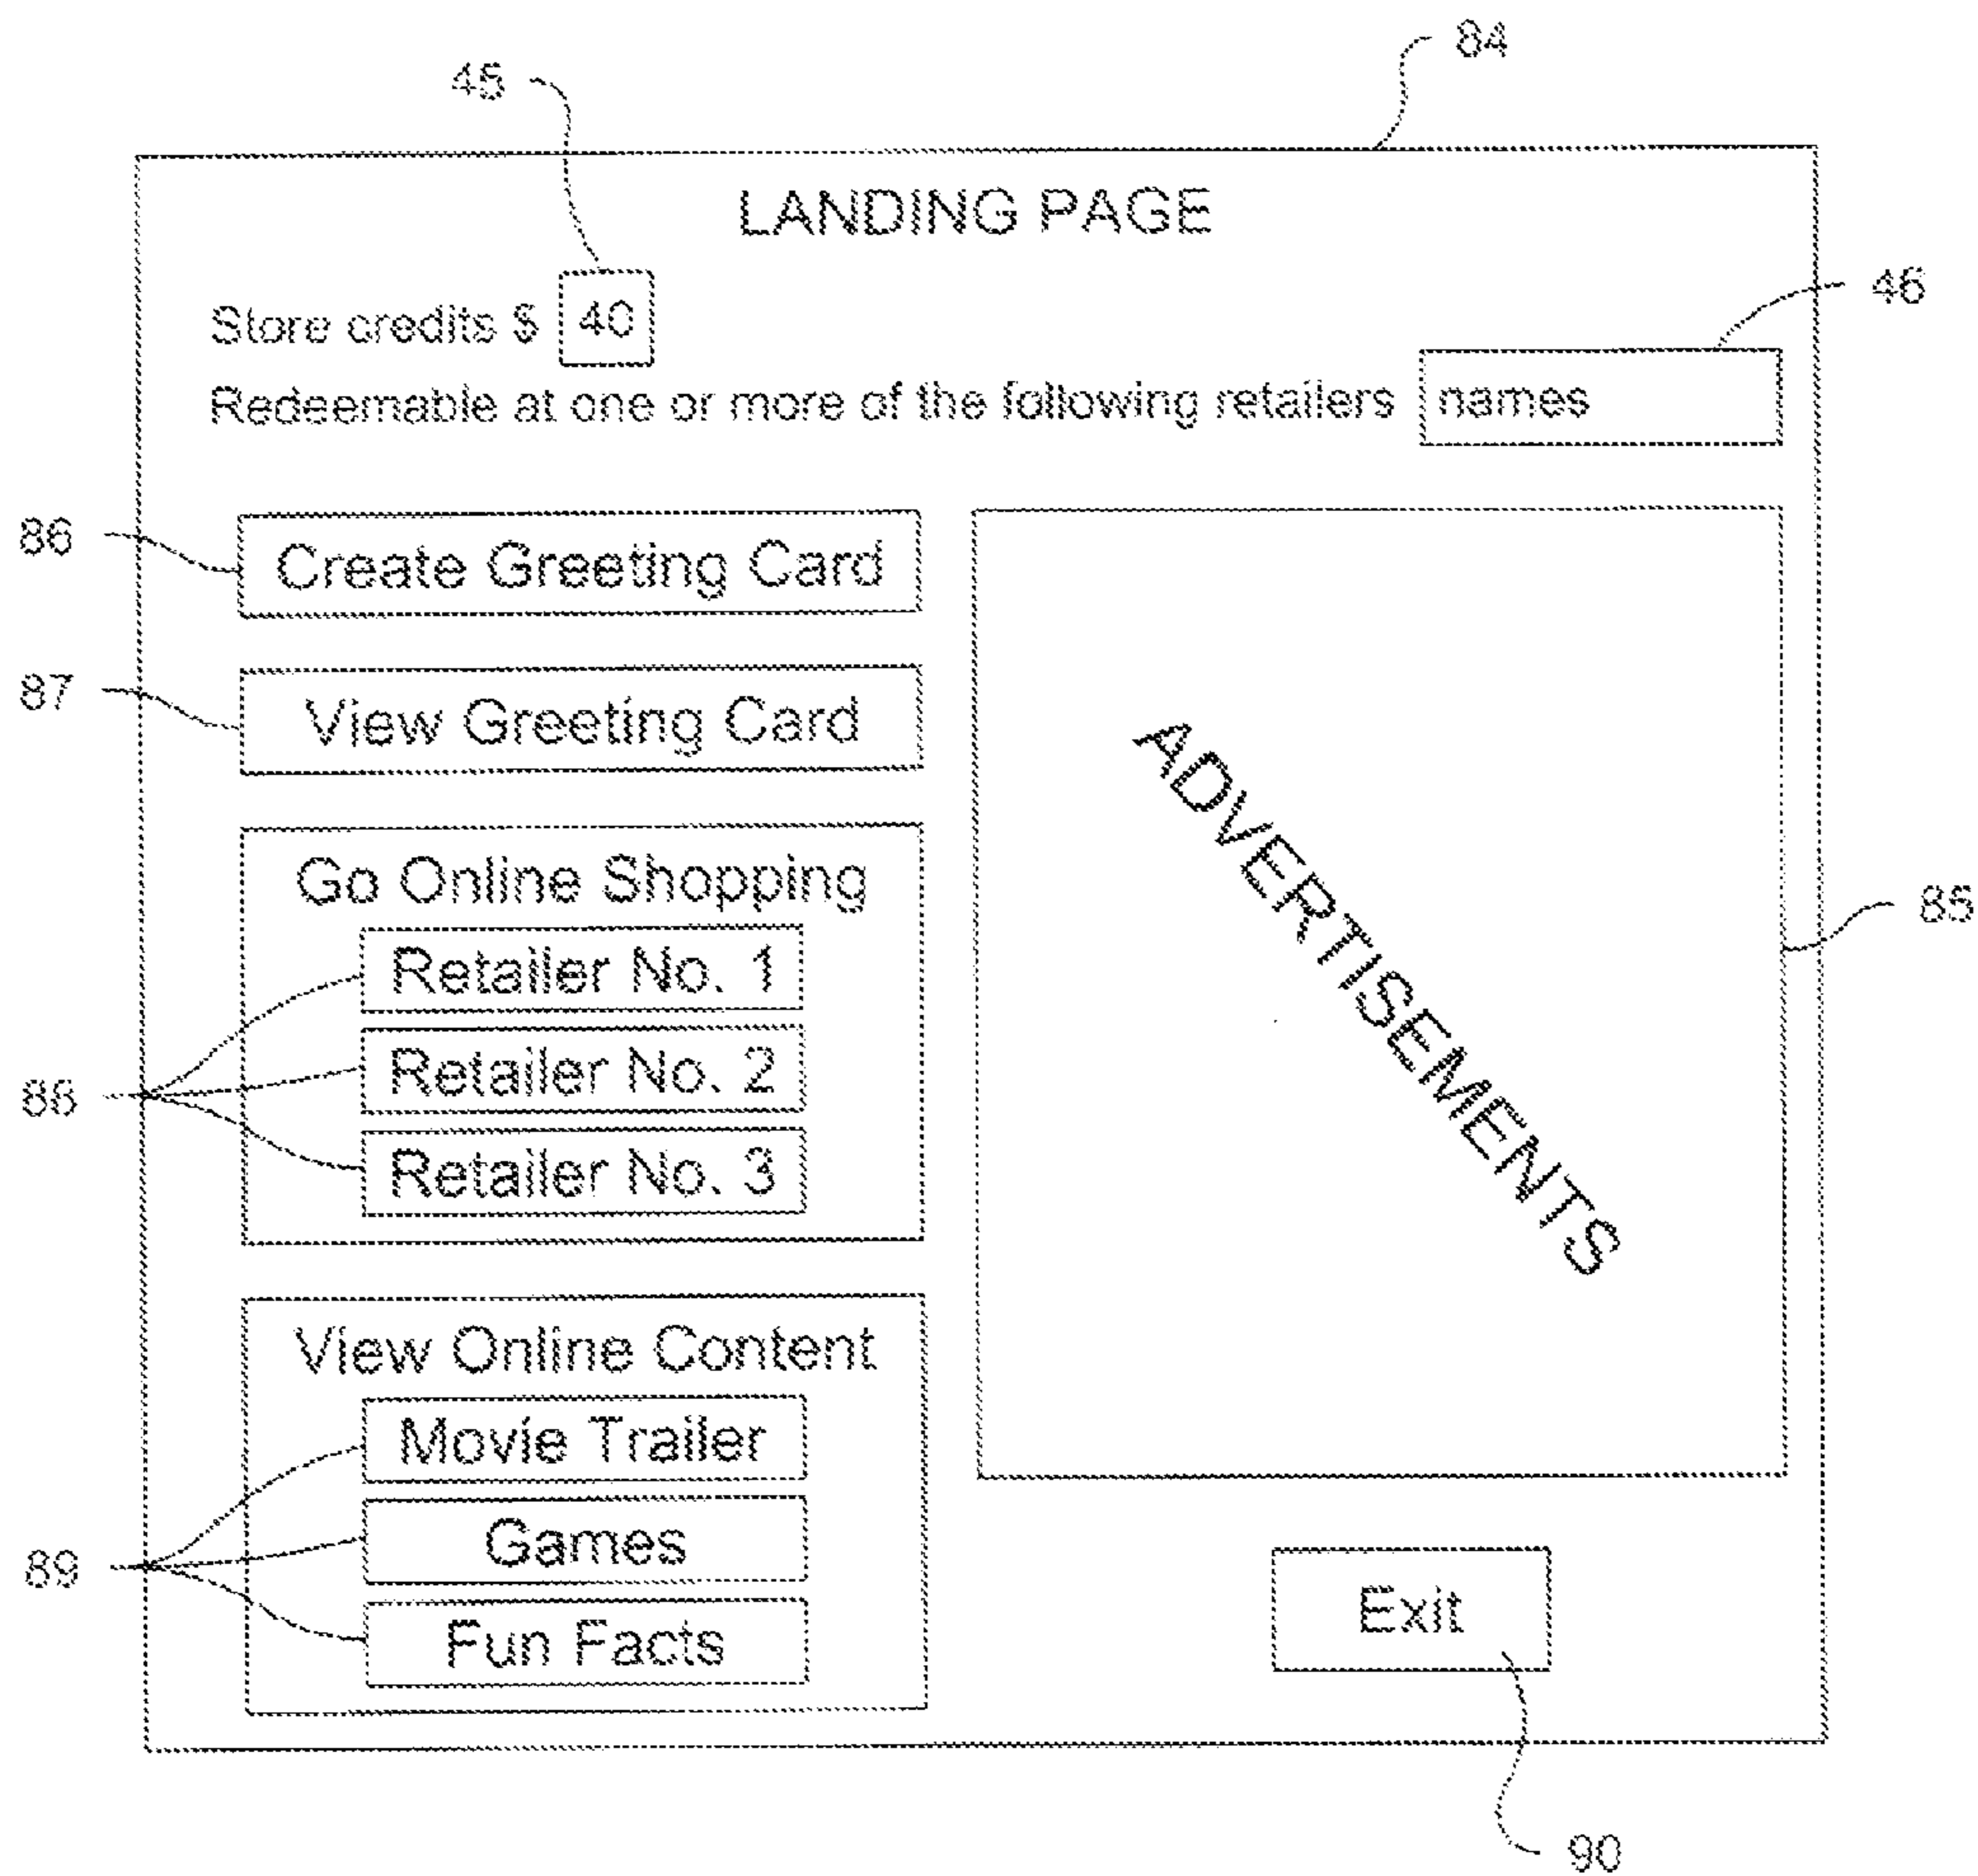 84
45
LANDING PAGE
46
Store credits $ 40
Redeemable at one or more of the following retailers names
86
Create Greeting Card
87
View Greeting Card
Go Online Shopping
85
Retailer No. 1
88
Retailer No. 2
Retailer No. 3
ADVERTISEMENTS
View Online Content
Movie Trailer
89
Games
Fun Facts
Exit
90